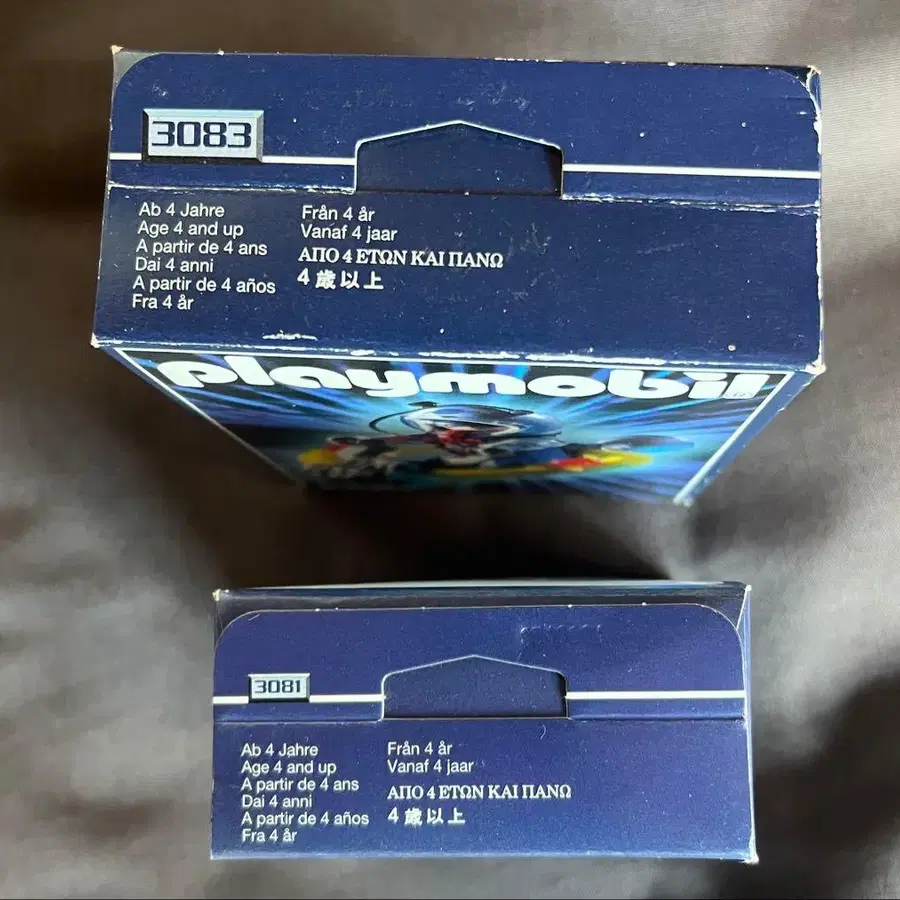 3083
Ab 4 Jahre
Age 4 and up
A partir de 4 ans
Dai 4 anni
A partir de 4 años
Fra 4 år
Från 4 år
Vanaf 4 jaar
ΑΠΟ 4 ΕΤΩΝ ΚΑΙ ΠΑΝΩ
4歳以上
playmobil
3081
Ab 4 Jahre
Age 4 and up
A partir de 4 ans
Dai 4 anni
A partir de 4 años
Fra 4 år
Från 4 år
Vanaf 4 jaar
ΑΠΟ 4 ΕΤΩΝ ΚΑΙ ΠΑΝΩ
4歳以上